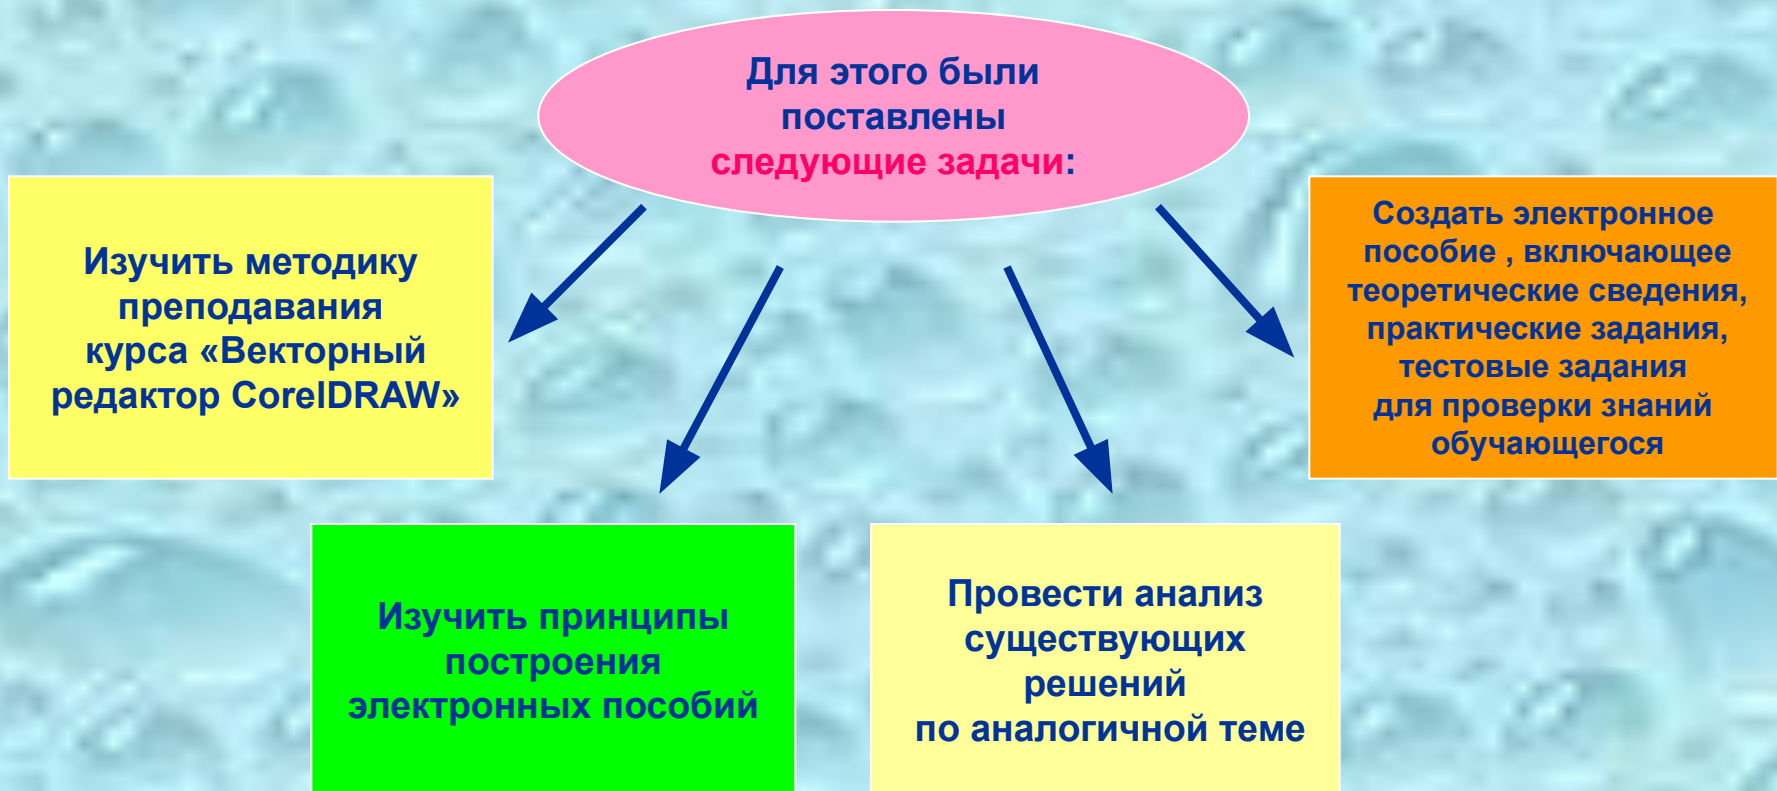 Для этого были
поставлены
следующие задачи:
Изучить методику
преподавания
курса «Векторный
редактор CorelDRAW»
Изучить принципы
построения
электронных пособий
Провести анализ
существующих
решений
по аналогичной теме
Создать электронное
пособие , включающее
теоретические сведения,
практические задания,
тестовые задания
для проверки знаний
обучающегося